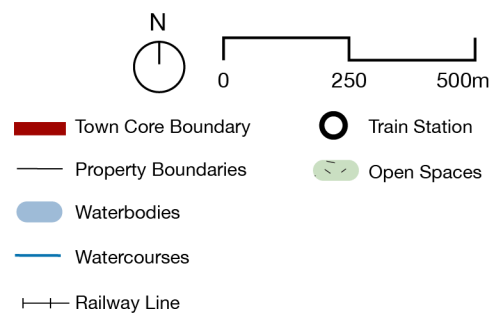 N
0 250 500m
Town Core Boundary
Train Station
Property Boundaries
Open Spaces
Waterbodies
Watercourses
Railway Line